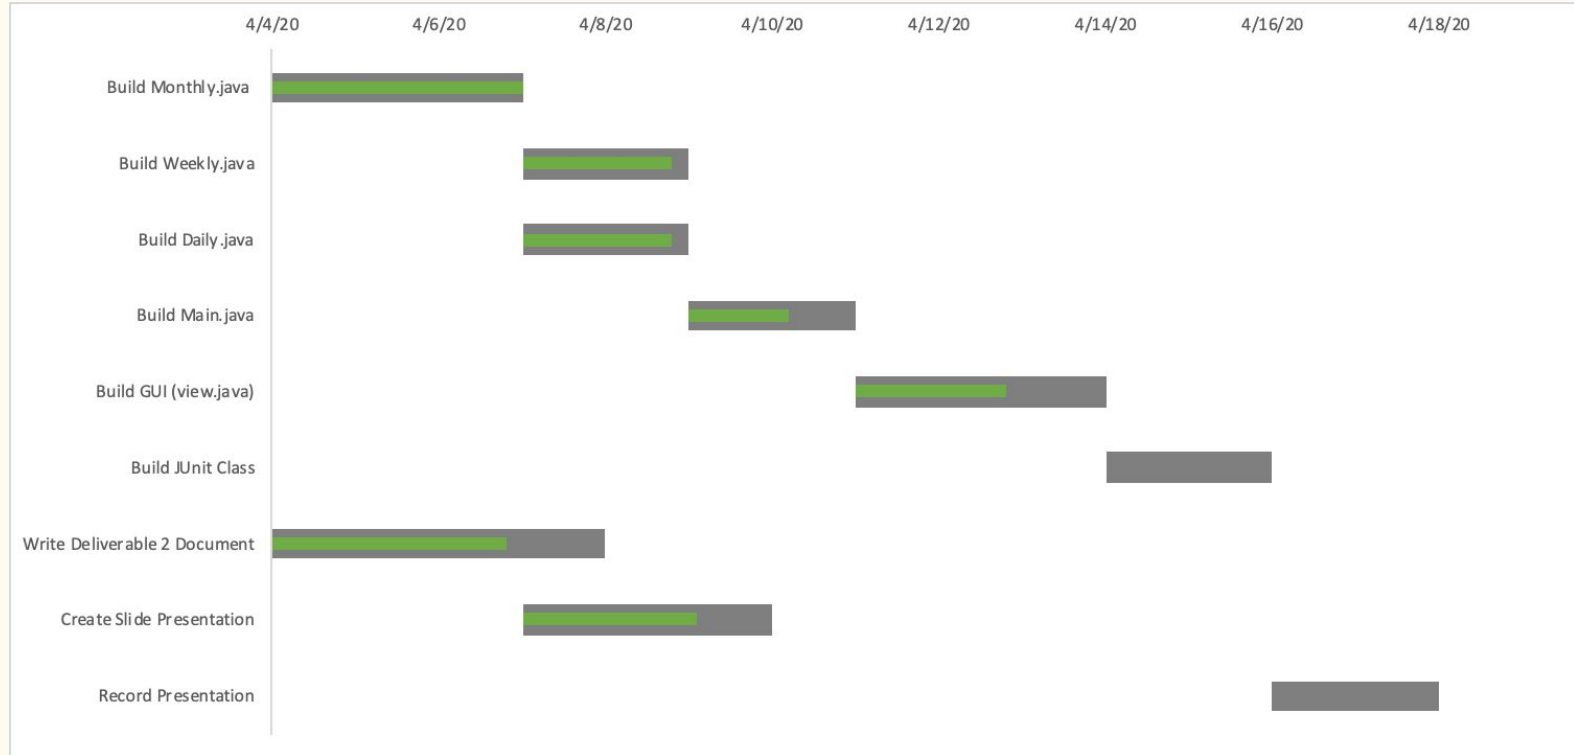 4/4/20 4/6/20 4/8/20 4/10/20 4/12/20 4/14/20 4/16/20 4/18/20
Build Monthly.java
Build Weekly.java
Build Daily.java
Build Main.java
Build GUI (view.java)
Build JUnit Class
Write Deliverable 2 Document
Create Slide Presentation
Record Presentation